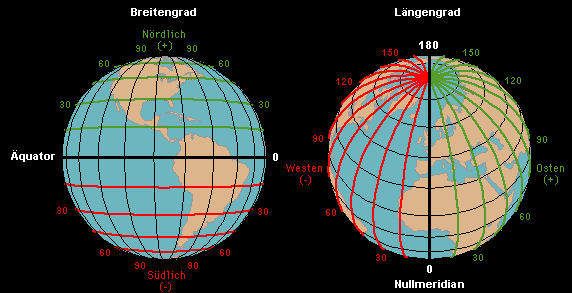 Breitengrad
Nördlich
(+)
90 90
60 60
30 30
Äquator 0
30 30
60 60
90 90
Südlich
(-)
Längengrad
180
150 150
120 120
90 90
Westen
(-)
Osten
(+)
60 60
30 30
0
Nullmeridian